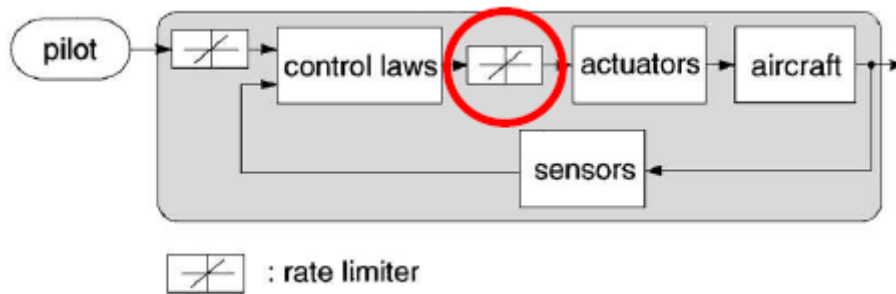 pilot
control laws
actuators
aircraft
sensors
: rate limiter